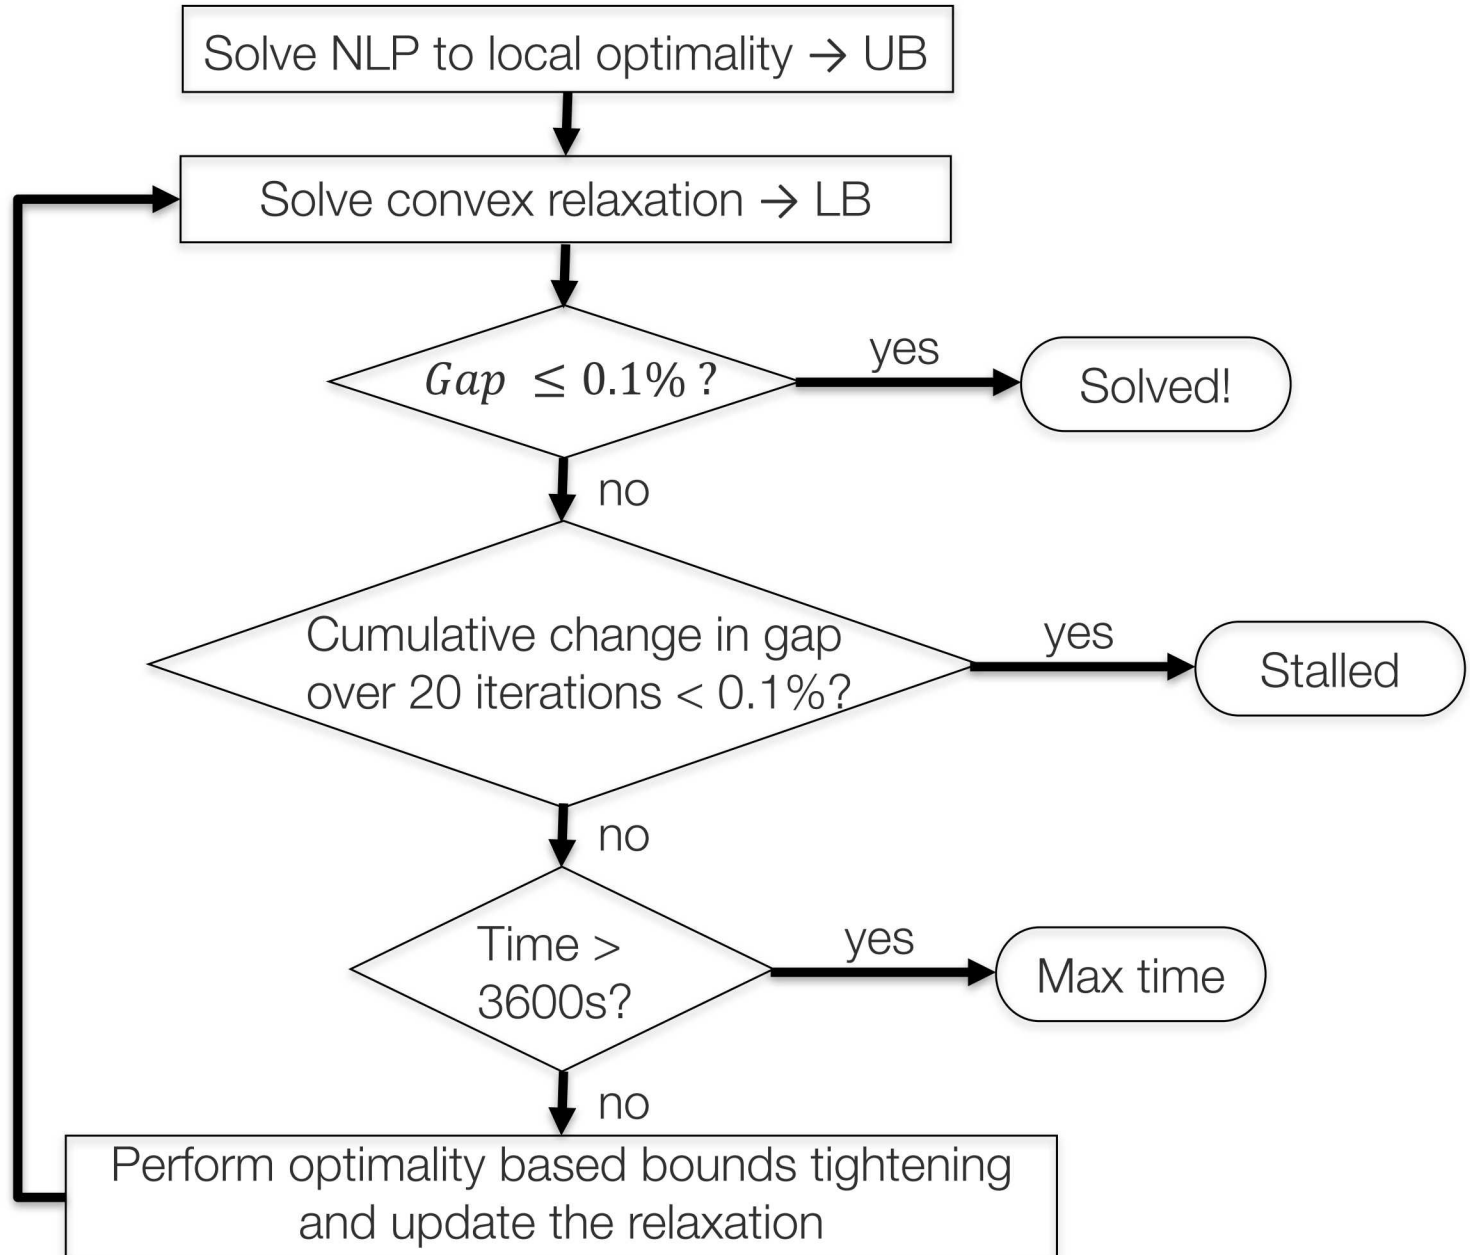 Solve NLP to local optimality → UB
Solve convex relaxation → LB
Gap ≤ 0.1% ?
yes
Solved!
no
Cumulative change in gap
over 20 iterations < 0.1%?
yes
Stalled
no
Time >
3600s?
yes
Max time
no
Perform optimality based bounds tightening
and update the relaxation